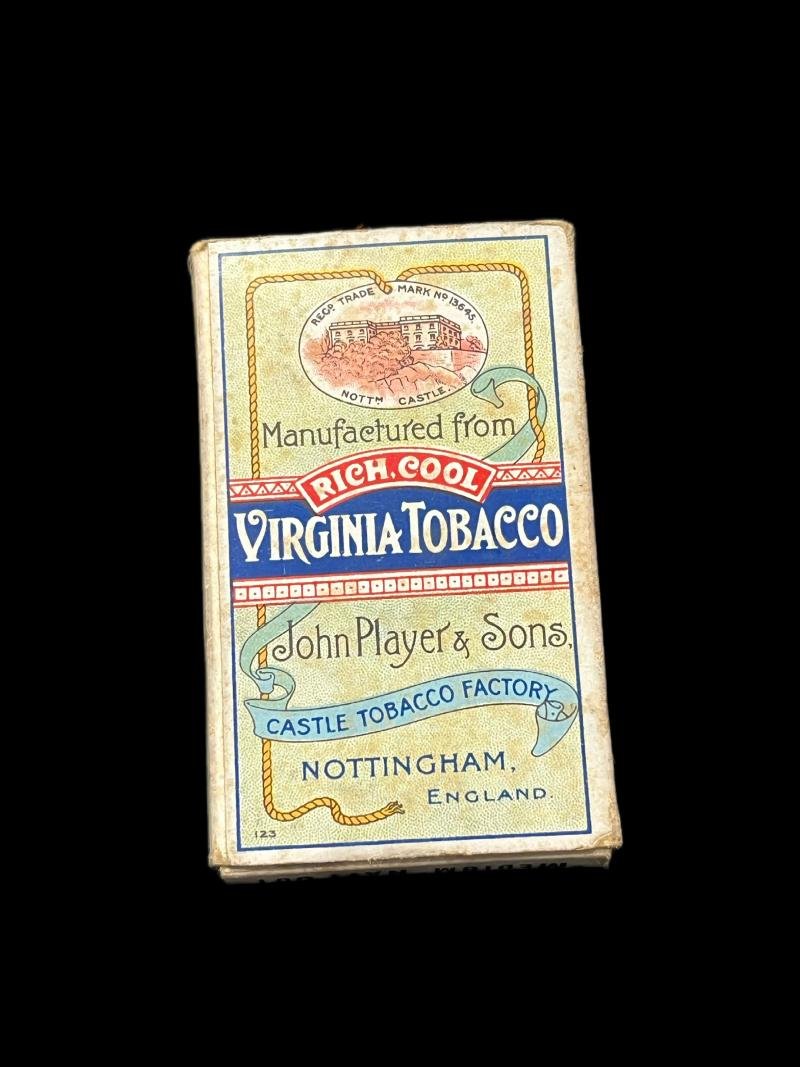 REGD. TRADE MARK No 13645.
NOTTM CASTLE.
Manufactured from
RICH, COOL
VIRGINIA TOBACCO
John Player & Sons,
CASTLE TOBACCO FACTORY
NOTTINGHAM,
ENGLAND.
123